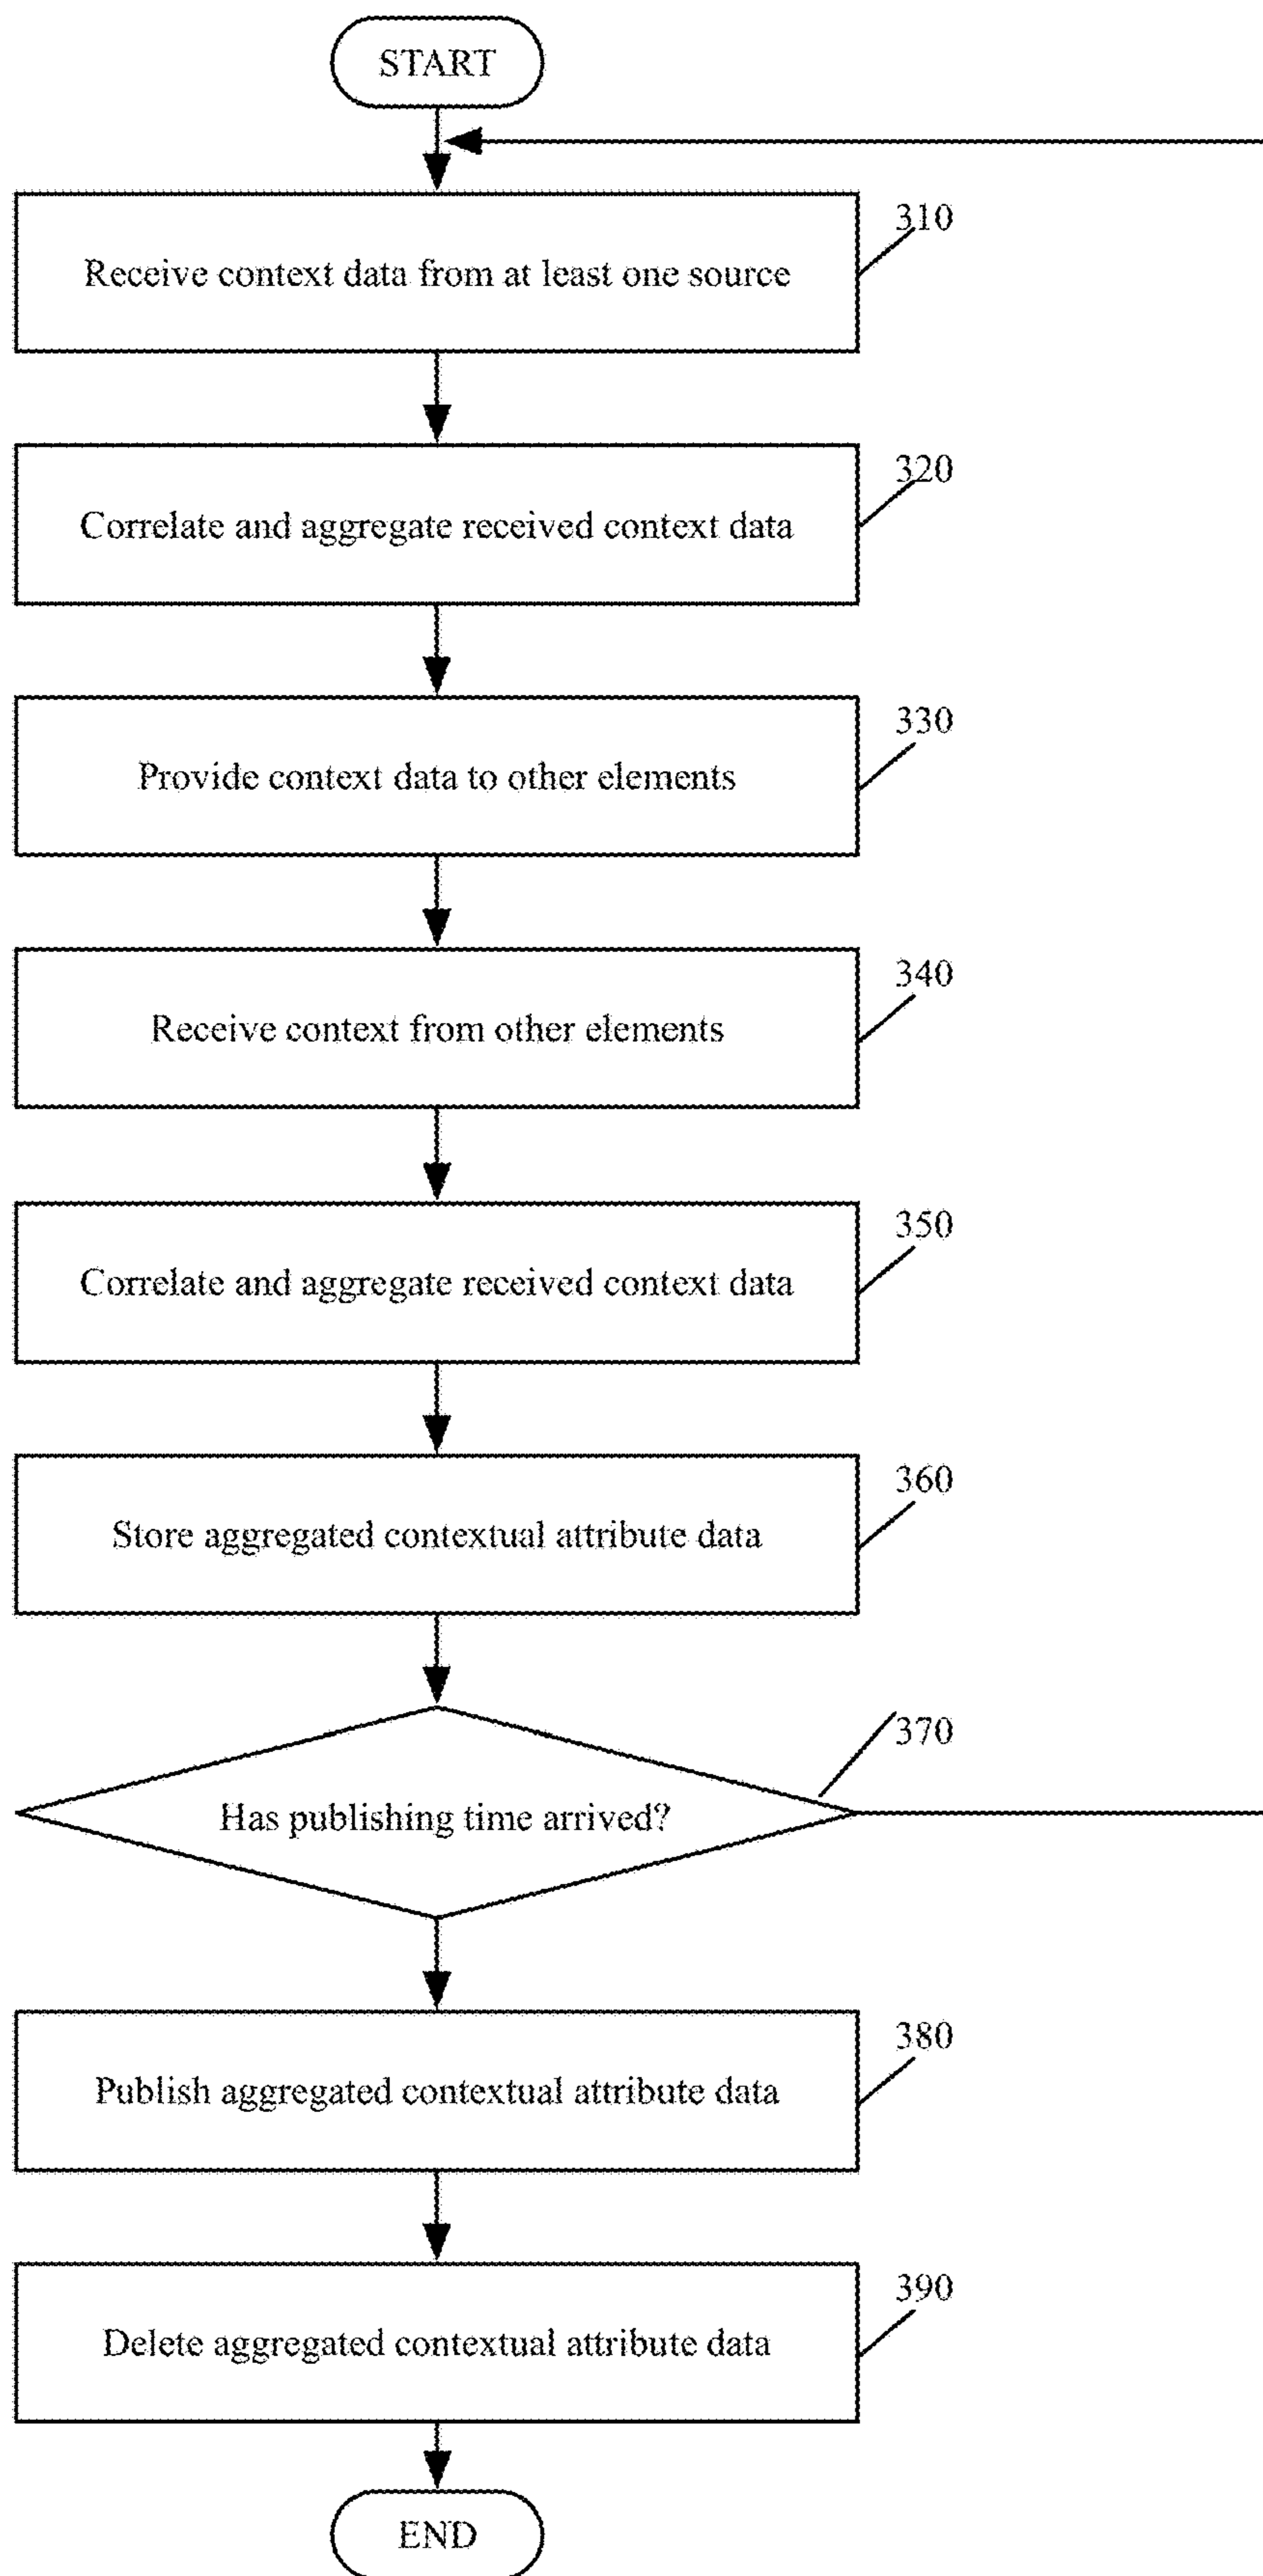 START
310
Receive context data from at least one source
320
Correlate and aggregate received context data
330
Provide context data to other elements
340
Receive context from other elements
350
Correlate and aggregate received context data
360
Store aggregated contextual attribute data
370
Has publishing time arrived?
380
Publish aggregated contextual attribute data
390
Delete aggregated contextual attribute data
END